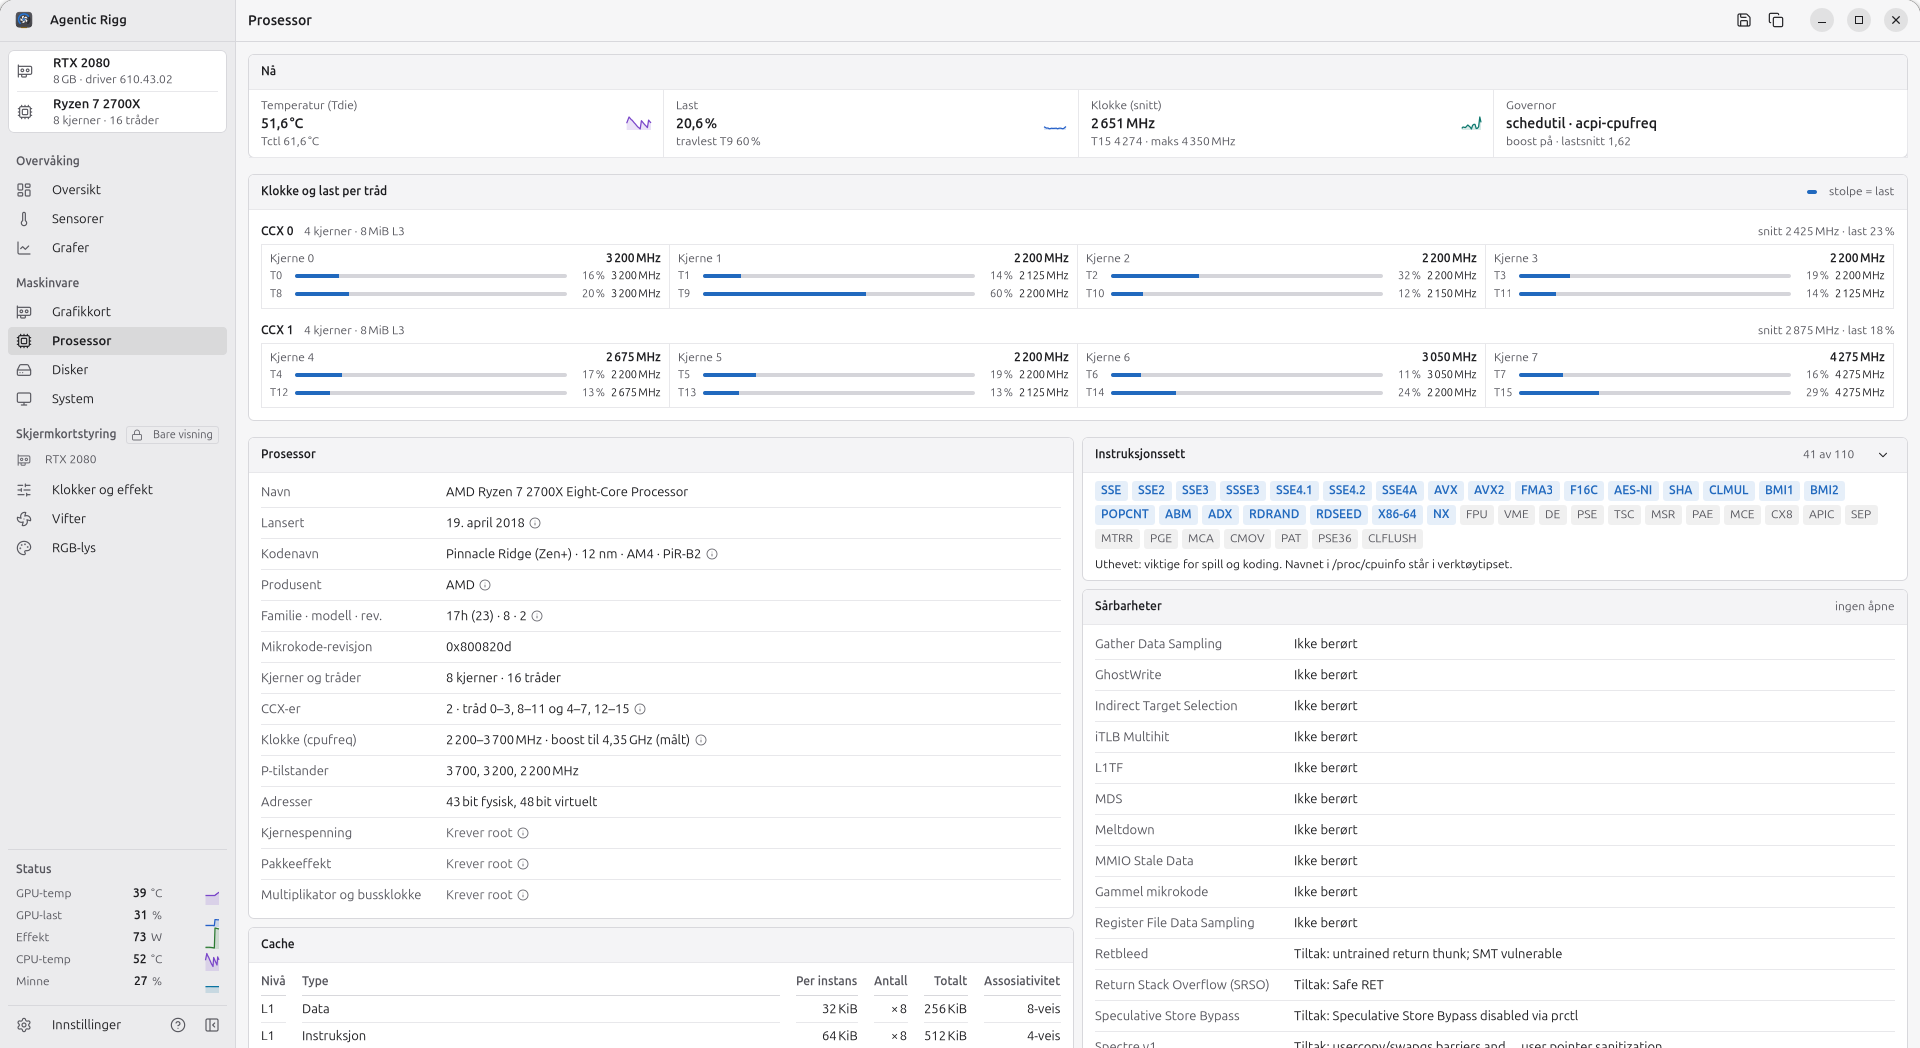 Agentic Rigg
Prosessor
RTX 2080
8 GB · driver 610.43.02
Ryzen 7 2700X
8 kjerner · 16 tråder
Overvåking
Oversikt
Sensorer
Grafer
Maskinvare
Grafikkort
Prosessor
Disker
System
Skjermkortstyring Bare visning
RTX 2080
Klokker og effekt
Vifter
RGB-lys
Status
GPU-temp 39 °C
GPU-last 31 %
Effekt 73 W
CPU-temp 52 °C
Minne 27 %
Innstillinger
Nå
Temperatur (Tdie)
51,6 °C
Tctl 61,6 °C
Last
20,6 %
travlest T9 60 %
Klokke (snitt)
2 651 MHz
T15 4 274 · maks 4 350 MHz
Governor
schedutil · acpi-cpufreq
boost på · lastsnitt 1,62
Klokke og last per tråd stolpe = last
CCX 0 4 kjerner · 8 MiB L3 snitt 2 425 MHz · last 23 %
Kjerne 0 3 200 MHz
T0 16 % 3 200 MHz
T8 20 % 3 200 MHz
Kjerne 1 2 200 MHz
T1 14 % 2 125 MHz
T9 60 % 2 200 MHz
Kjerne 2 2 200 MHz
T2 32 % 2 200 MHz
T10 12 % 2 150 MHz
Kjerne 3 2 200 MHz
T3 19 % 2 200 MHz
T11 14 % 2 125 MHz
CCX 1 4 kjerner · 8 MiB L3 snitt 2 875 MHz · last 18 %
Kjerne 4 2 675 MHz
T4 17 % 2 200 MHz
T12 13 % 2 675 MHz
Kjerne 5 2 200 MHz
T5 19 % 2 200 MHz
T13 13 % 2 125 MHz
Kjerne 6 3 050 MHz
T6 11 % 3 050 MHz
T14 24 % 2 200 MHz
Kjerne 7 4 275 MHz
T7 16 % 4 275 MHz
T15 29 % 4 275 MHz
Prosessor
Navn AMD Ryzen 7 2700X Eight-Core Processor
Lansert 19. april 2018
Kodenavn Pinnacle Ridge (Zen+) · 12 nm · AM4 · PiR-B2
Produsent AMD
Familie · modell · rev. 17h (23) · 8 · 2
Mikrokode-revisjon 0x800820d
Kjerner og tråder 8 kjerner · 16 tråder
CCX-er 2 · tråd 0–3, 8–11 og 4–7, 12–15
Klokke (cpufreq) 2 200–3 700 MHz · boost til 4,35 GHz (målt)
P-tilstander 3 700, 3 200, 2 200 MHz
Adresser 43 bit fysisk, 48 bit virtuelt
Kjernespenning Krever root
Pakkeeffekt Krever root
Multiplikator og bussklokke Krever root
Cache
Nivå Type Per instans Antall Totalt Assosiativitet
L1 Data 32 KiB ×8 256 KiB 8-veis
L1 Instruksjon 64 KiB ×8 512 KiB 4-veis
Instruksjonssett 41 av 110
SSE SSE2 SSE3 SSSE3 SSE4.1 SSE4.2 SSE4A AVX AVX2 FMA3 F16C AES-NI SHA CLMUL BMI1 BMI2
POPCNT ABM ADX RDRAND RDSEED X86-64 NX FPU VME DE PSE TSC MSR PAE MCE CX8 APIC SEP
MTRR PGE MCA CMOV PAT PSE36 CLFLUSH
Uthevet: viktige for spill og koding. Navnet i /proc/cpuinfo står i verktøytipset.
Sårbarheter ingen åpne
Gather Data Sampling Ikke berørt
GhostWrite Ikke berørt
Indirect Target Selection Ikke berørt
iTLB Multihit Ikke berørt
L1TF Ikke berørt
MDS Ikke berørt
Meltdown Ikke berørt
MMIO Stale Data Ikke berørt
Gammel mikrokode Ikke berørt
Register File Data Sampling Ikke berørt
Retbleed Tiltak: untrained return thunk; SMT vulnerable
Return Stack Overflow (SRSO) Tiltak: Safe RET
Speculative Store Bypass Tiltak: Speculative Store Bypass disabled via prctl
Spectre v1 Tiltak: usercopy/swapgs barriers and __user pointer sanitization